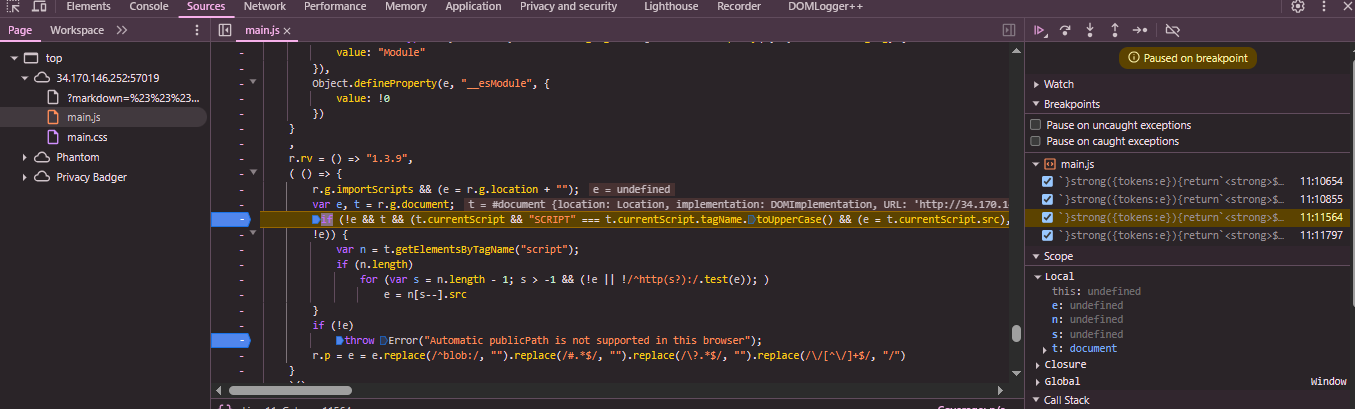 Elements Console Sources Network Performance Memory Application Privacy and security Lighthouse Recorder DOMLogger++
Page Workspace
main.js
top
34.170.146.252:57019
?markdown=%23%23%23...
main.js
main.css
Phantom
Privacy Badger
value: "Module"
}),
Object.defineProperty(e, "__esModule", {
value: !0
})
}
,
r.rv = () => "1.3.9",
( () => {
r.g.importScripts && (e = r.g.location + ""); e = undefined
var e, t = r.g.document; t = #document {location: Location, implementation: DOMImplementation, URL: 'http://34.170.1
if (!e && t && (t.currentScript && "SCRIPT" === t.currentScript.tagName.toUpperCase() && (e = t.currentScript.src),
!e)) {
var n = t.getElementsByTagName("script");
if (n.length)
for (var s = n.length - 1; s > -1 && (!e || !/^http(s?):/.test(e)); )
e = n[s--].src
}
if (!e)
throw Error("Automatic publicPath is not supported in this browser");
r.p = e = e.replace(/^blob:/, "").replace(/#.*$/, "").replace(/\?.*$/, "").replace(/\/[^\/]+$/, "/")
}
Paused on breakpoint
Watch
Breakpoints
Pause on uncaught exceptions
Pause on caught exceptions
main.js
`}strong({tokens:e}){return`<strong>$... 11:10654
`}strong({tokens:e}){return`<strong>$... 11:10855
`}strong({tokens:e}){return`<strong>$... 11:11564
`}strong({tokens:e}){return`<strong>$... 11:11797
Scope
Local
this: undefined
e: undefined
n: undefined
s: undefined
t: document
Closure
Global Window
Call Stack